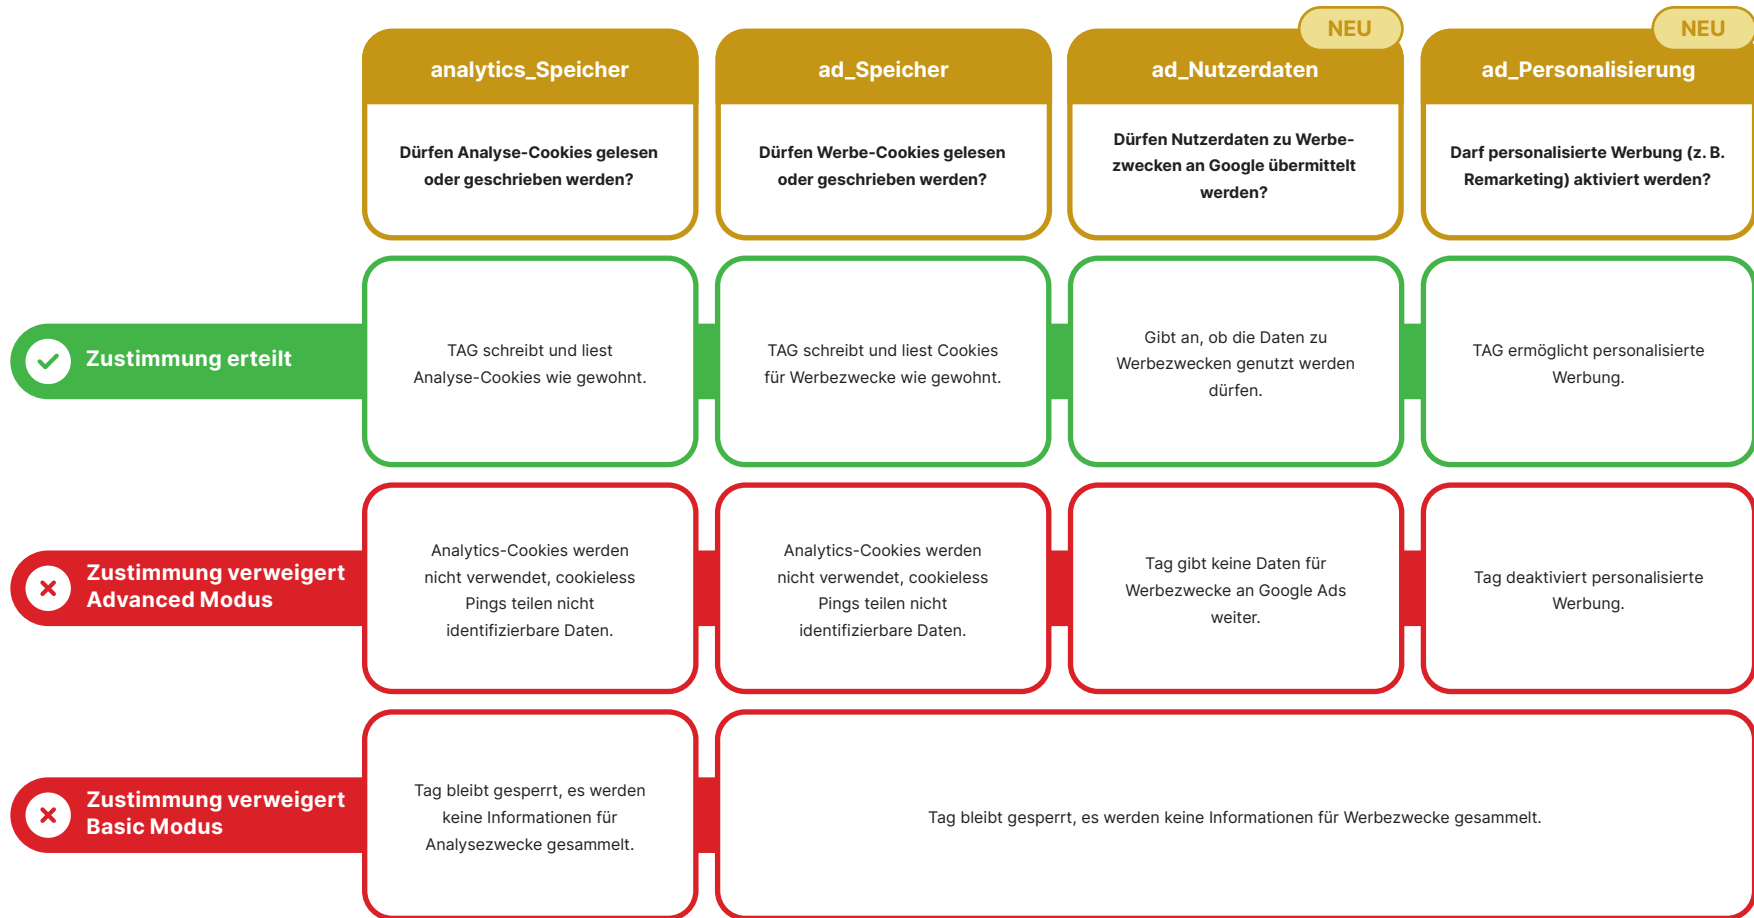 NEU
NEU
analytics_Speicher
ad_Speicher
ad_Nutzerdaten
ad_Personalisierung
Dürfen Analyse-Cookies gelesen
oder geschrieben werden?
Dürfen Werbe-Cookies gelesen
oder geschrieben werden?
Dürfen Nutzerdaten zu Werbe-
zwecken an Google übermittelt
werden?
Darf personalisierte Werbung (z. B.
Remarketing) aktiviert werden?
Zustimmung erteilt
TAG schreibt und liest
Analyse-Cookies wie gewohnt.
TAG schreibt und liest Cookies
für Werbezwecke wie gewohnt.
Gibt an, ob die Daten zu
Werbezwecken genutzt werden
dürfen.
TAG ermöglicht personalisierte
Werbung.
Zustimmung verweigert
Advanced Modus
Analytics-Cookies werden
nicht verwendet, cookieless
Pings teilen nicht
identifizierbare Daten.
Analytics-Cookies werden
nicht verwendet, cookieless
Pings teilen nicht
identifizierbare Daten.
Tag gibt keine Daten für
Werbezwecke an Google Ads
weiter.
Tag deaktiviert personalisierte
Werbung.
Zustimmung verweigert
Basic Modus
Tag bleibt gesperrt, es werden
keine Informationen für
Analysezwecke gesammelt.
Tag bleibt gesperrt, es werden keine Informationen für Werbezwecke gesammelt.